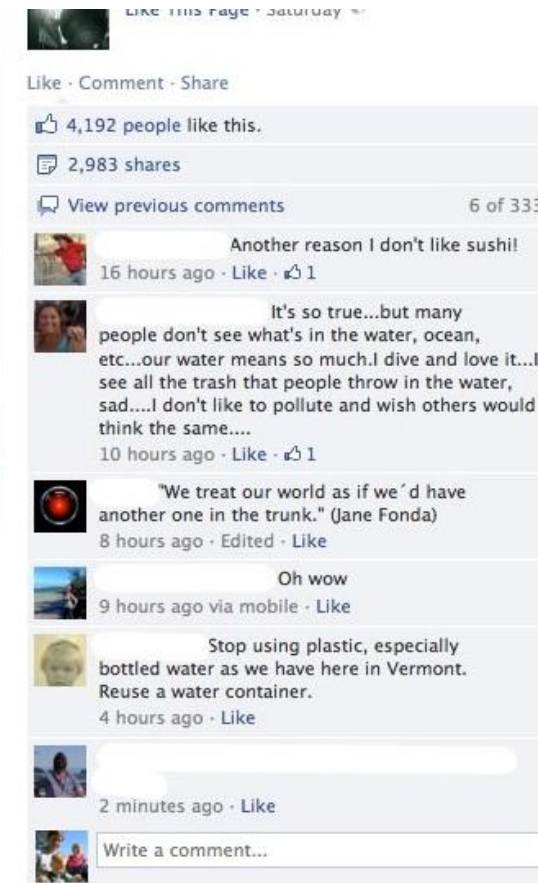 Like This Page · Saturday
Like · Comment · Share
4,192 people like this.
2,983 shares
View previous comments 6 of 333
Another reason I don't like sushi!
16 hours ago · Like · 1
It's so true...but many
people don't see what's in the water, ocean,
etc...our water means so much.I dive and love it...I
see all the trash that people throw in the water,
sad....I don't like to pollute and wish others would
think the same....
10 hours ago · Like · 1
"We treat our world as if we´d have
another one in the trunk." (Jane Fonda)
8 hours ago · Edited · Like
Oh wow
9 hours ago via mobile · Like
Stop using plastic, especially
bottled water as we have here in Vermont.
Reuse a water container.
4 hours ago · Like
2 minutes ago · Like
Write a comment...